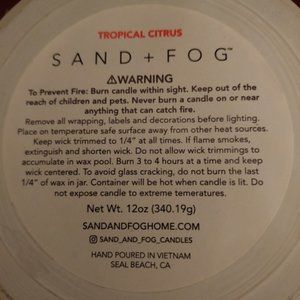 TROPICAL CITRUS
SAND + FOG™
⚠WARNING
To Prevent Fire: Burn candle within sight. Keep out of the
reach of children and pets. Never burn a candle on or near
anything that can catch fire.
Remove all wrapping, labels and decorations before lighting.
Place on temperature safe surface away from other heat sources.
Keep wick trimmed to 1/4" at all times. If flame smokes,
extinguish and shorten wick. Do not allow wick trimmings to
accumulate in wax pool. Burn 3 to 4 hours at a time and keep
wick centered. To avoid glass cracking, do not burn the last
1/4" of wax in jar. Container will be hot when candle is lit. Do
not expose candle to extreme temeratures.
Net Wt. 12oz (340.19g)
SANDANDFOGHOME.COM
SAND_AND_FOG_CANDLES
HAND POURED IN VIETNAM
SEAL BEACH, CA